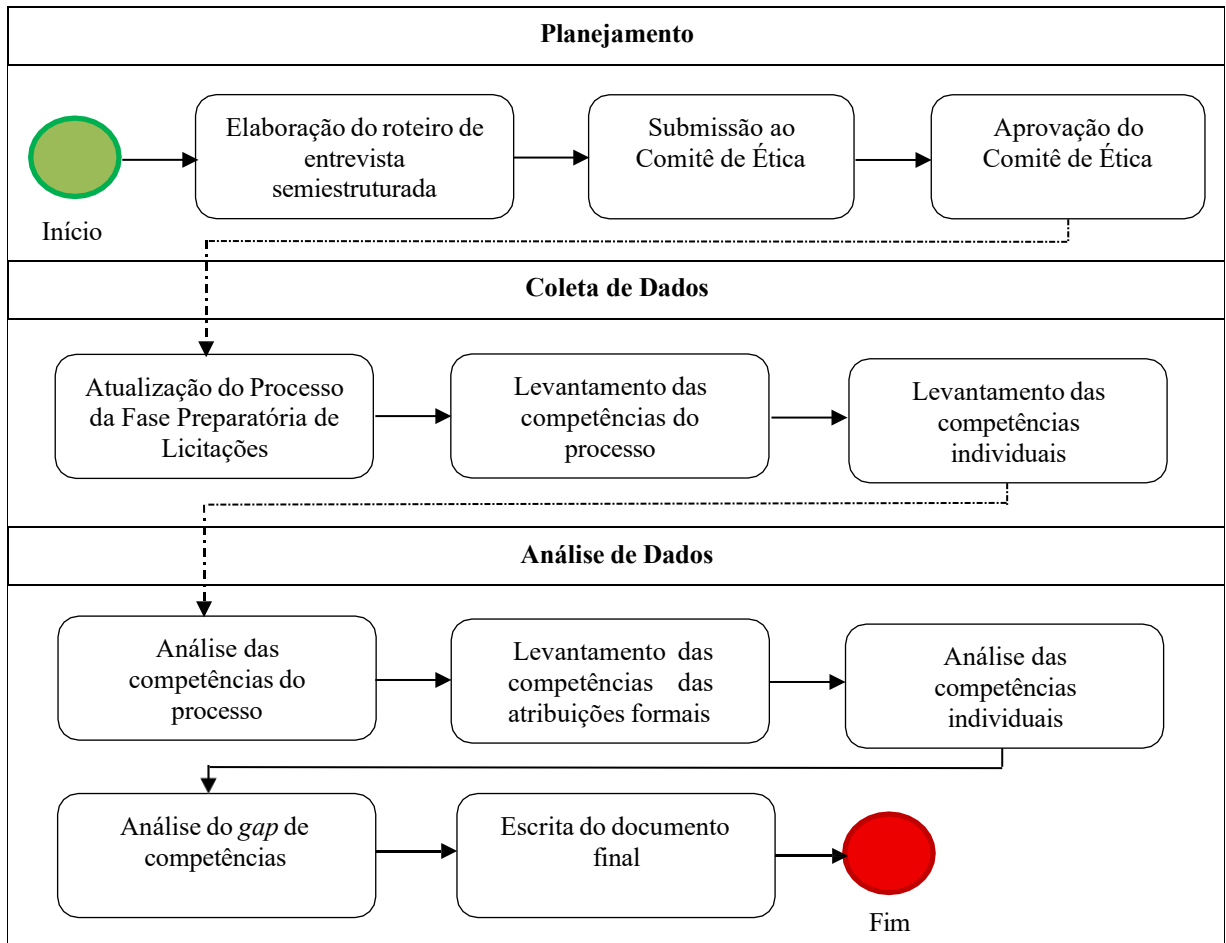 Planejamento
Elaboração do roteiro de
entrevista
semiestruturada
Submissão ao
Comitê de Ética
Aprovação do
Comitê de Ética
Início
Coleta de Dados
Atualização do Processo
da Fase Preparatória de
Licitações
Levantamento das
competências do
processo
Levantamento das
competências
individuais
Análise de Dados
Análise das
competências do
processo
Levantamento das
competências das
atribuições formais
Análise das
competências
individuais
Análise do gap de
competências
Escrita do documento
final
Fim